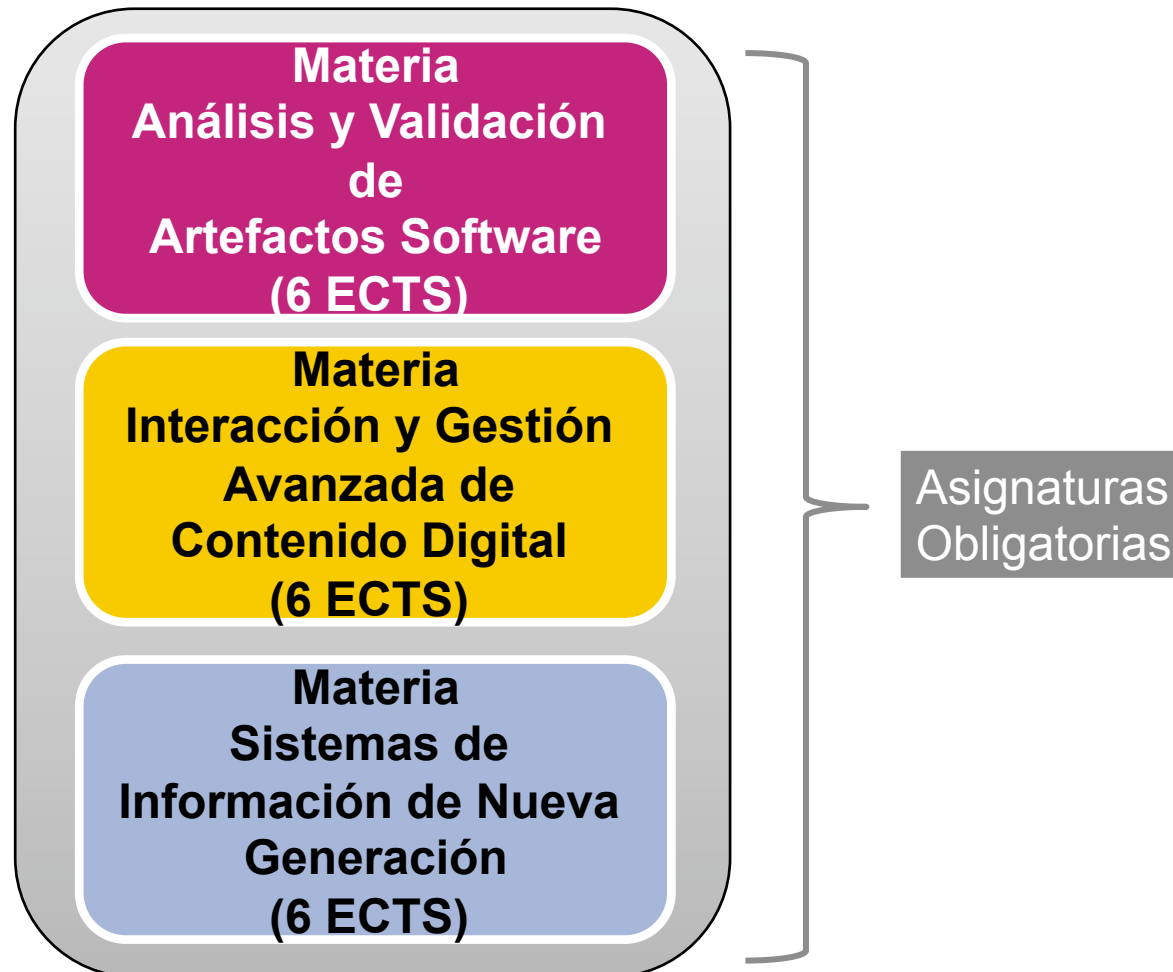 Materia
Análisis y Validación
de
Artefactos Software
(6 ECTS)
Materia
Interacción y Gestión
Avanzada de
Contenido Digital
(6 ECTS)
Materia
Sistemas de
Información de Nueva
Generación
(6 ECTS)
Asignaturas
Obligatorias